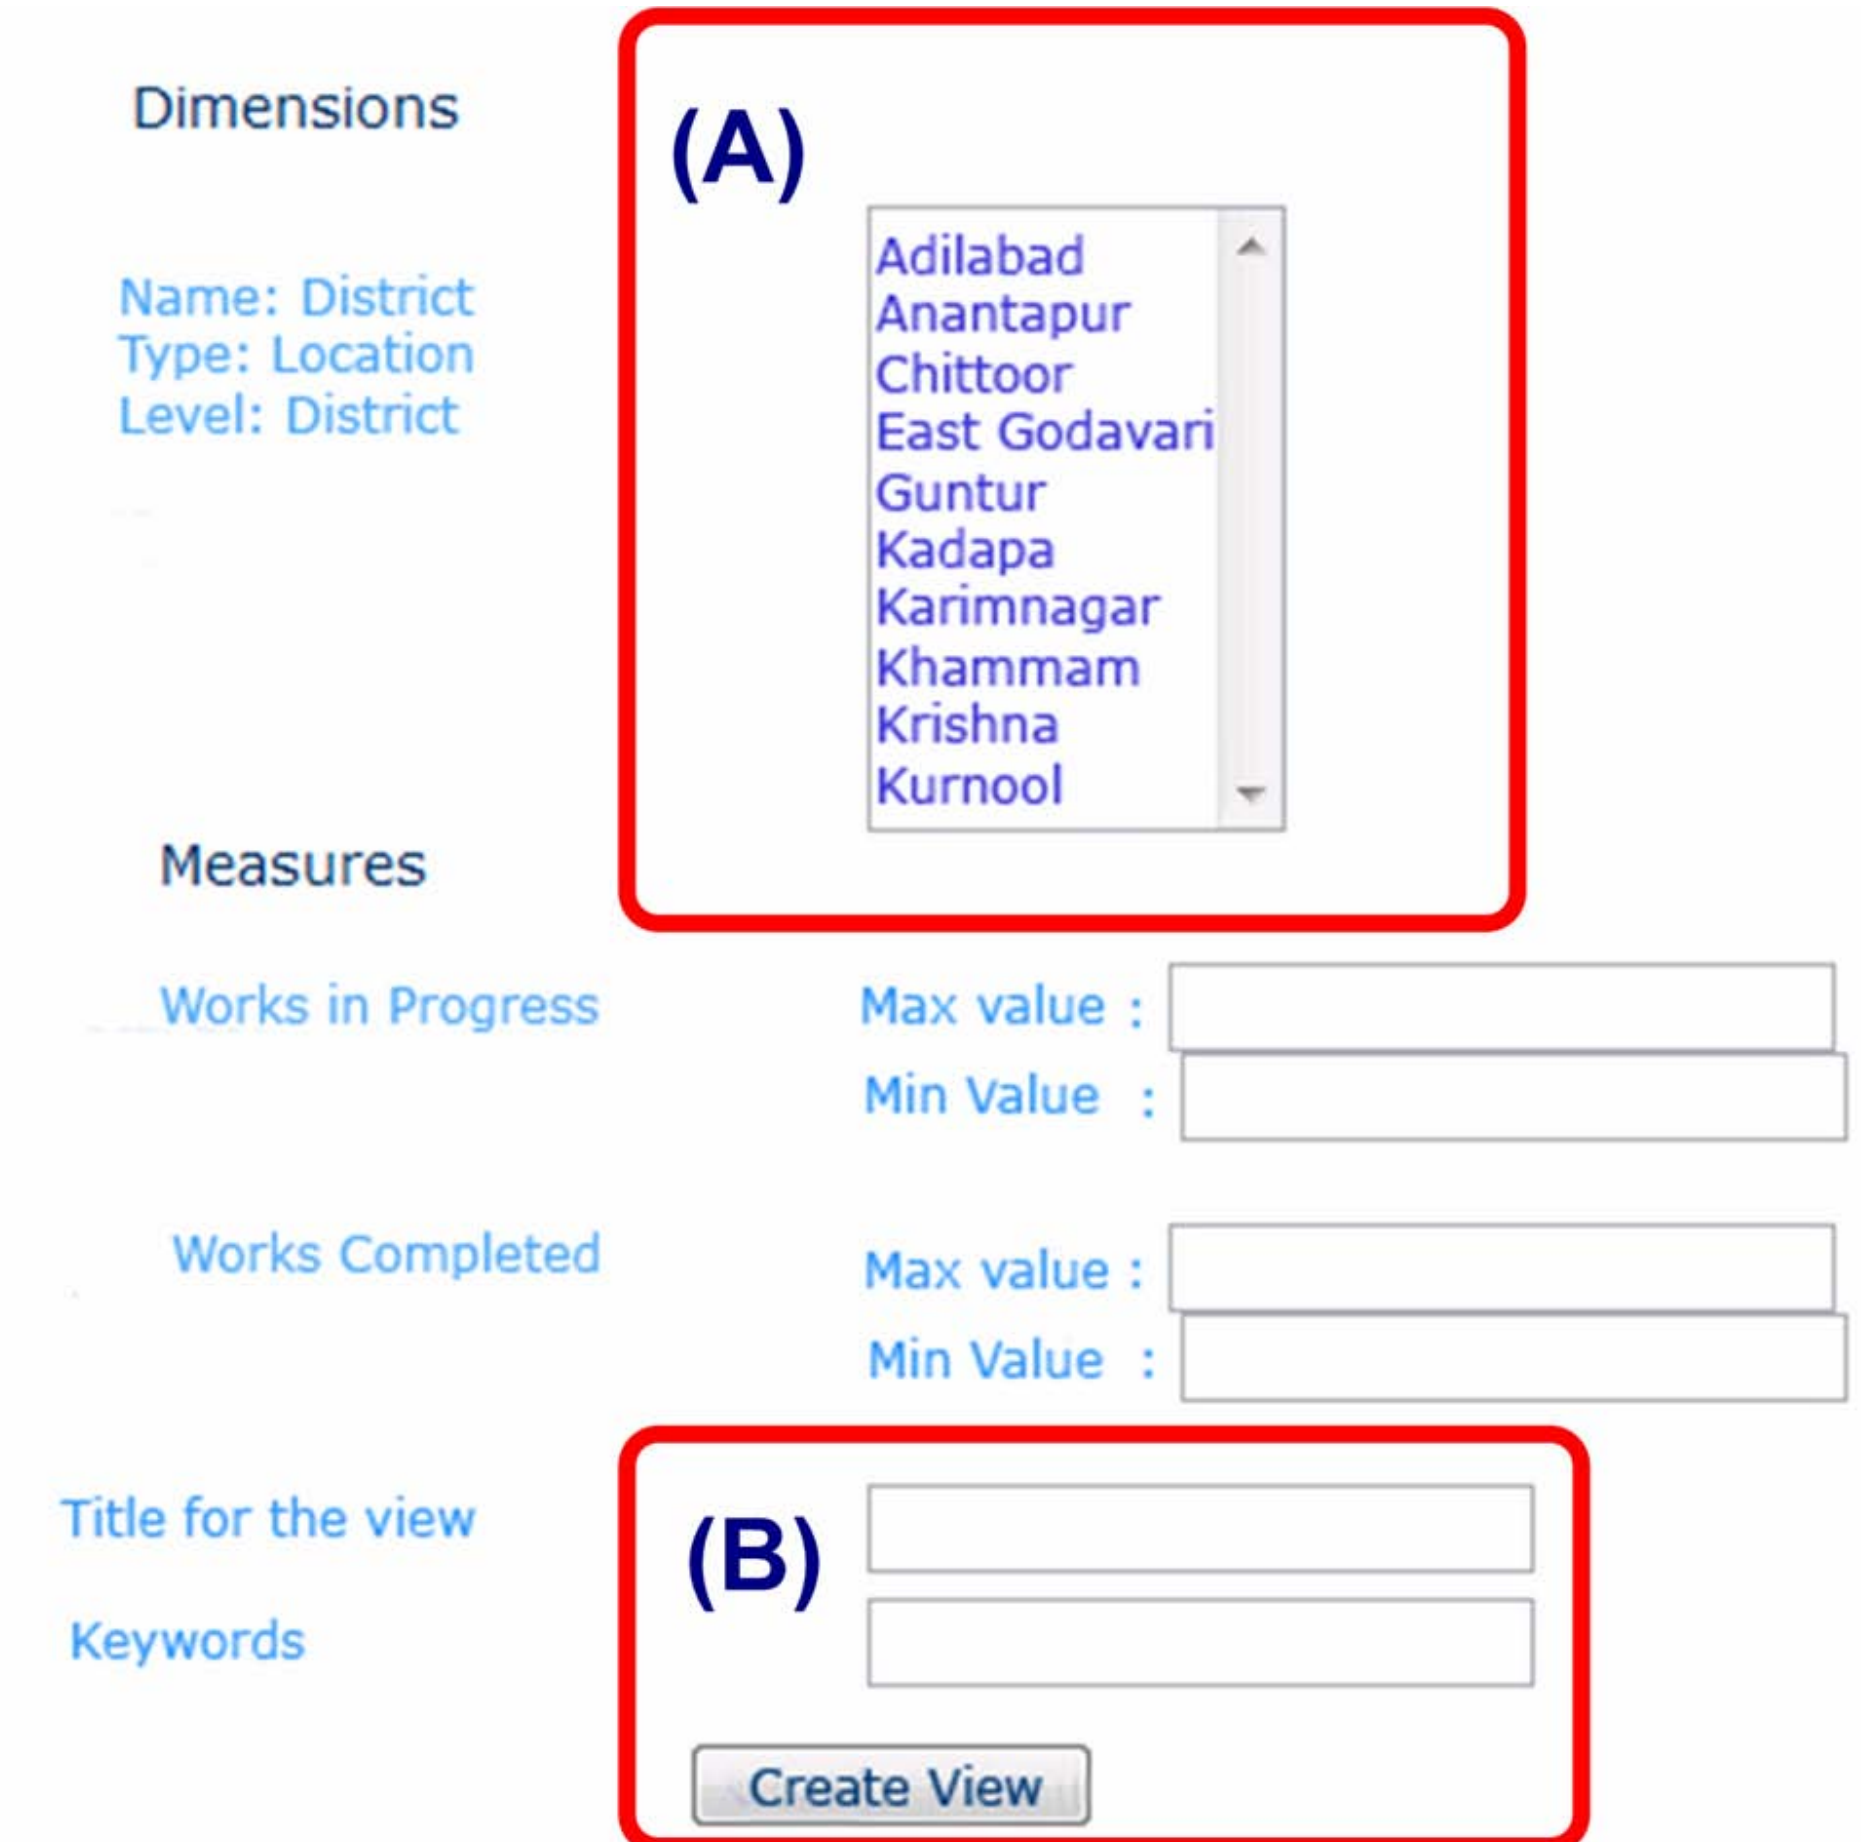 Dimensions
(A)
Name: District
Type: Location
Level: District
Adilabad
Anantapur
Chittoor
East Godavari
Guntur
Kadapa
Karimnagar
Khammam
Krishna
Kurnool
Measures
Works in Progress
Max value :
Min Value :
Works Completed
Max value :
Min Value :
Title for the view
(B)
Keywords
Create View